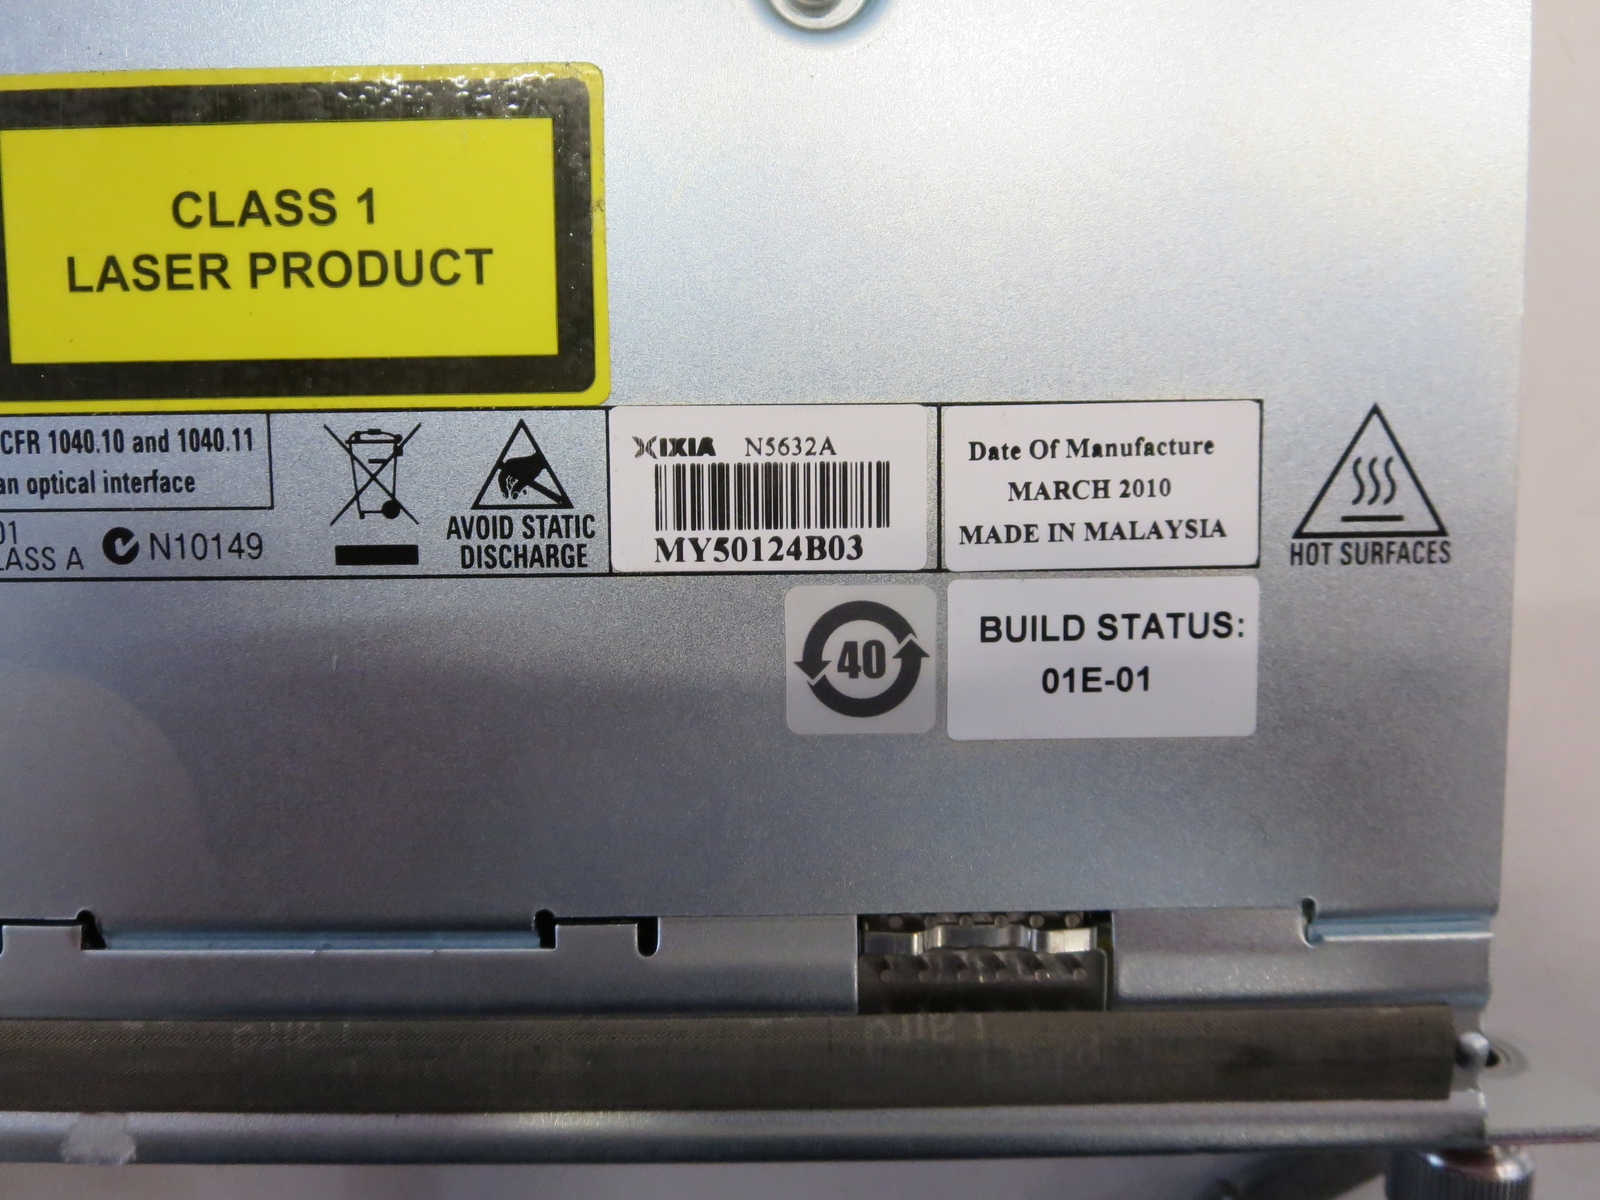 CLASS 1
LASER PRODUCT
CFR 1040.10 and 1040.11
an optical interface
01
LASS A
N10149
AVOID STATIC
DISCHARGE
IXIA N5632A
MY50124B03
Date Of Manufacture
MARCH 2010
MADE IN MALAYSIA
HOT SURFACES
40
BUILD STATUS:
01E-01